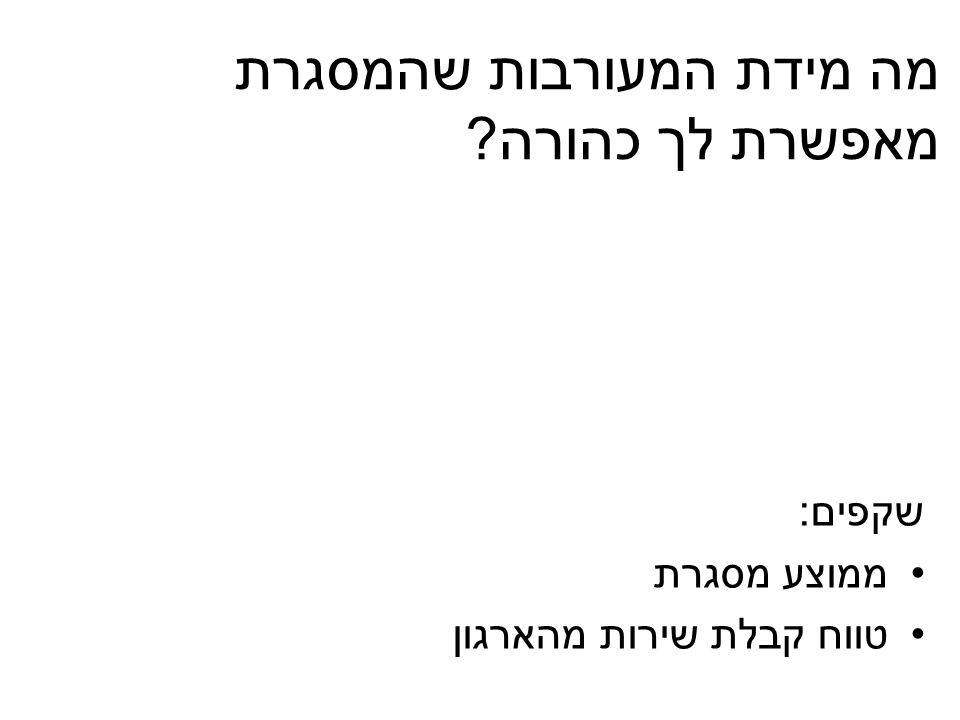 מה מידת המעורבות שהמסגרת
מאפשרת לך כהורה?
שקפים:
• ממוצע מסגרת
• טווח קבלת שירות מהארגון